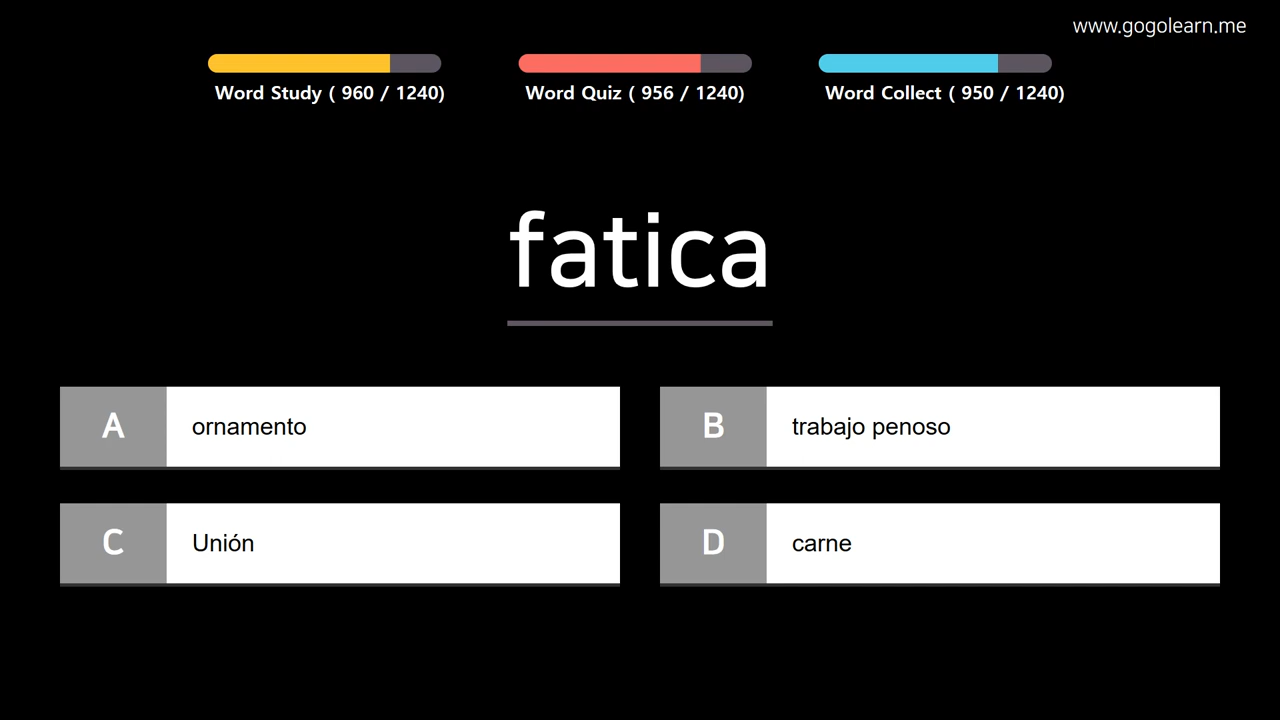 www.gogolearn.me
Word Study ( 960 / 1240)
Word Quiz ( 956 / 1240)
Word Collect ( 950 / 1240)
fatica
A
ornamento
B
trabajo penoso
C
Unión
D
carne